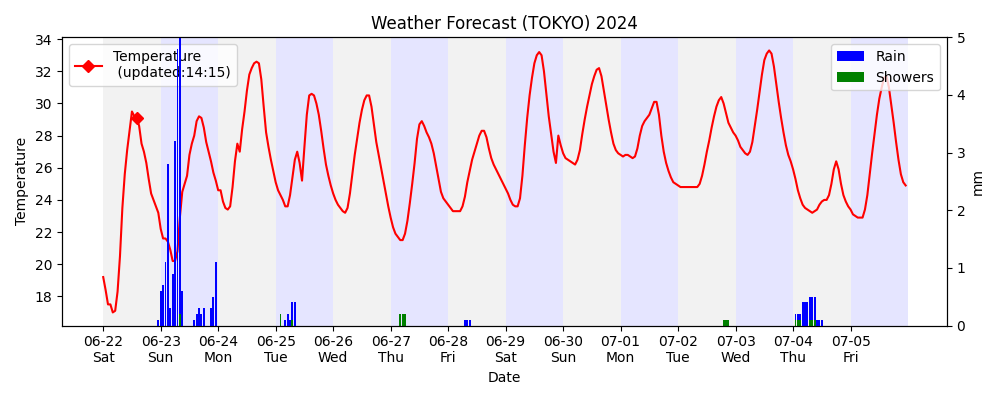 Weather Forecast (TOKYO) 2024
Temperature
(updated:14:15)
Rain
Showers
34
32
30
28
26
24
22
20
18
Temperature
5
4
3
2
1
0
mm
06-22 06-23 06-24 06-25 06-26 06-27 06-28 06-29 06-30 07-01 07-02 07-03 07-04 07-05
Sat Sun Mon Tue Wed Thu Fri Sat Sun Mon Tue Wed Thu Fri
Date